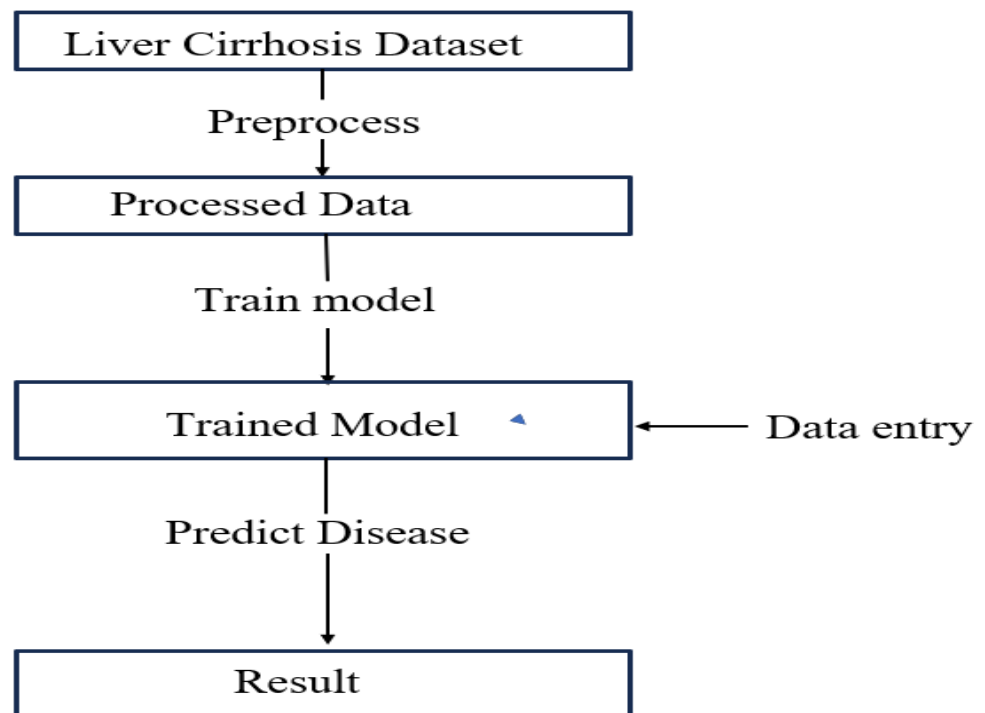 Liver Cirrhosis Dataset
Preprocess
Processed Data
Train model
Trained Model
Data entry
Predict Disease
Result